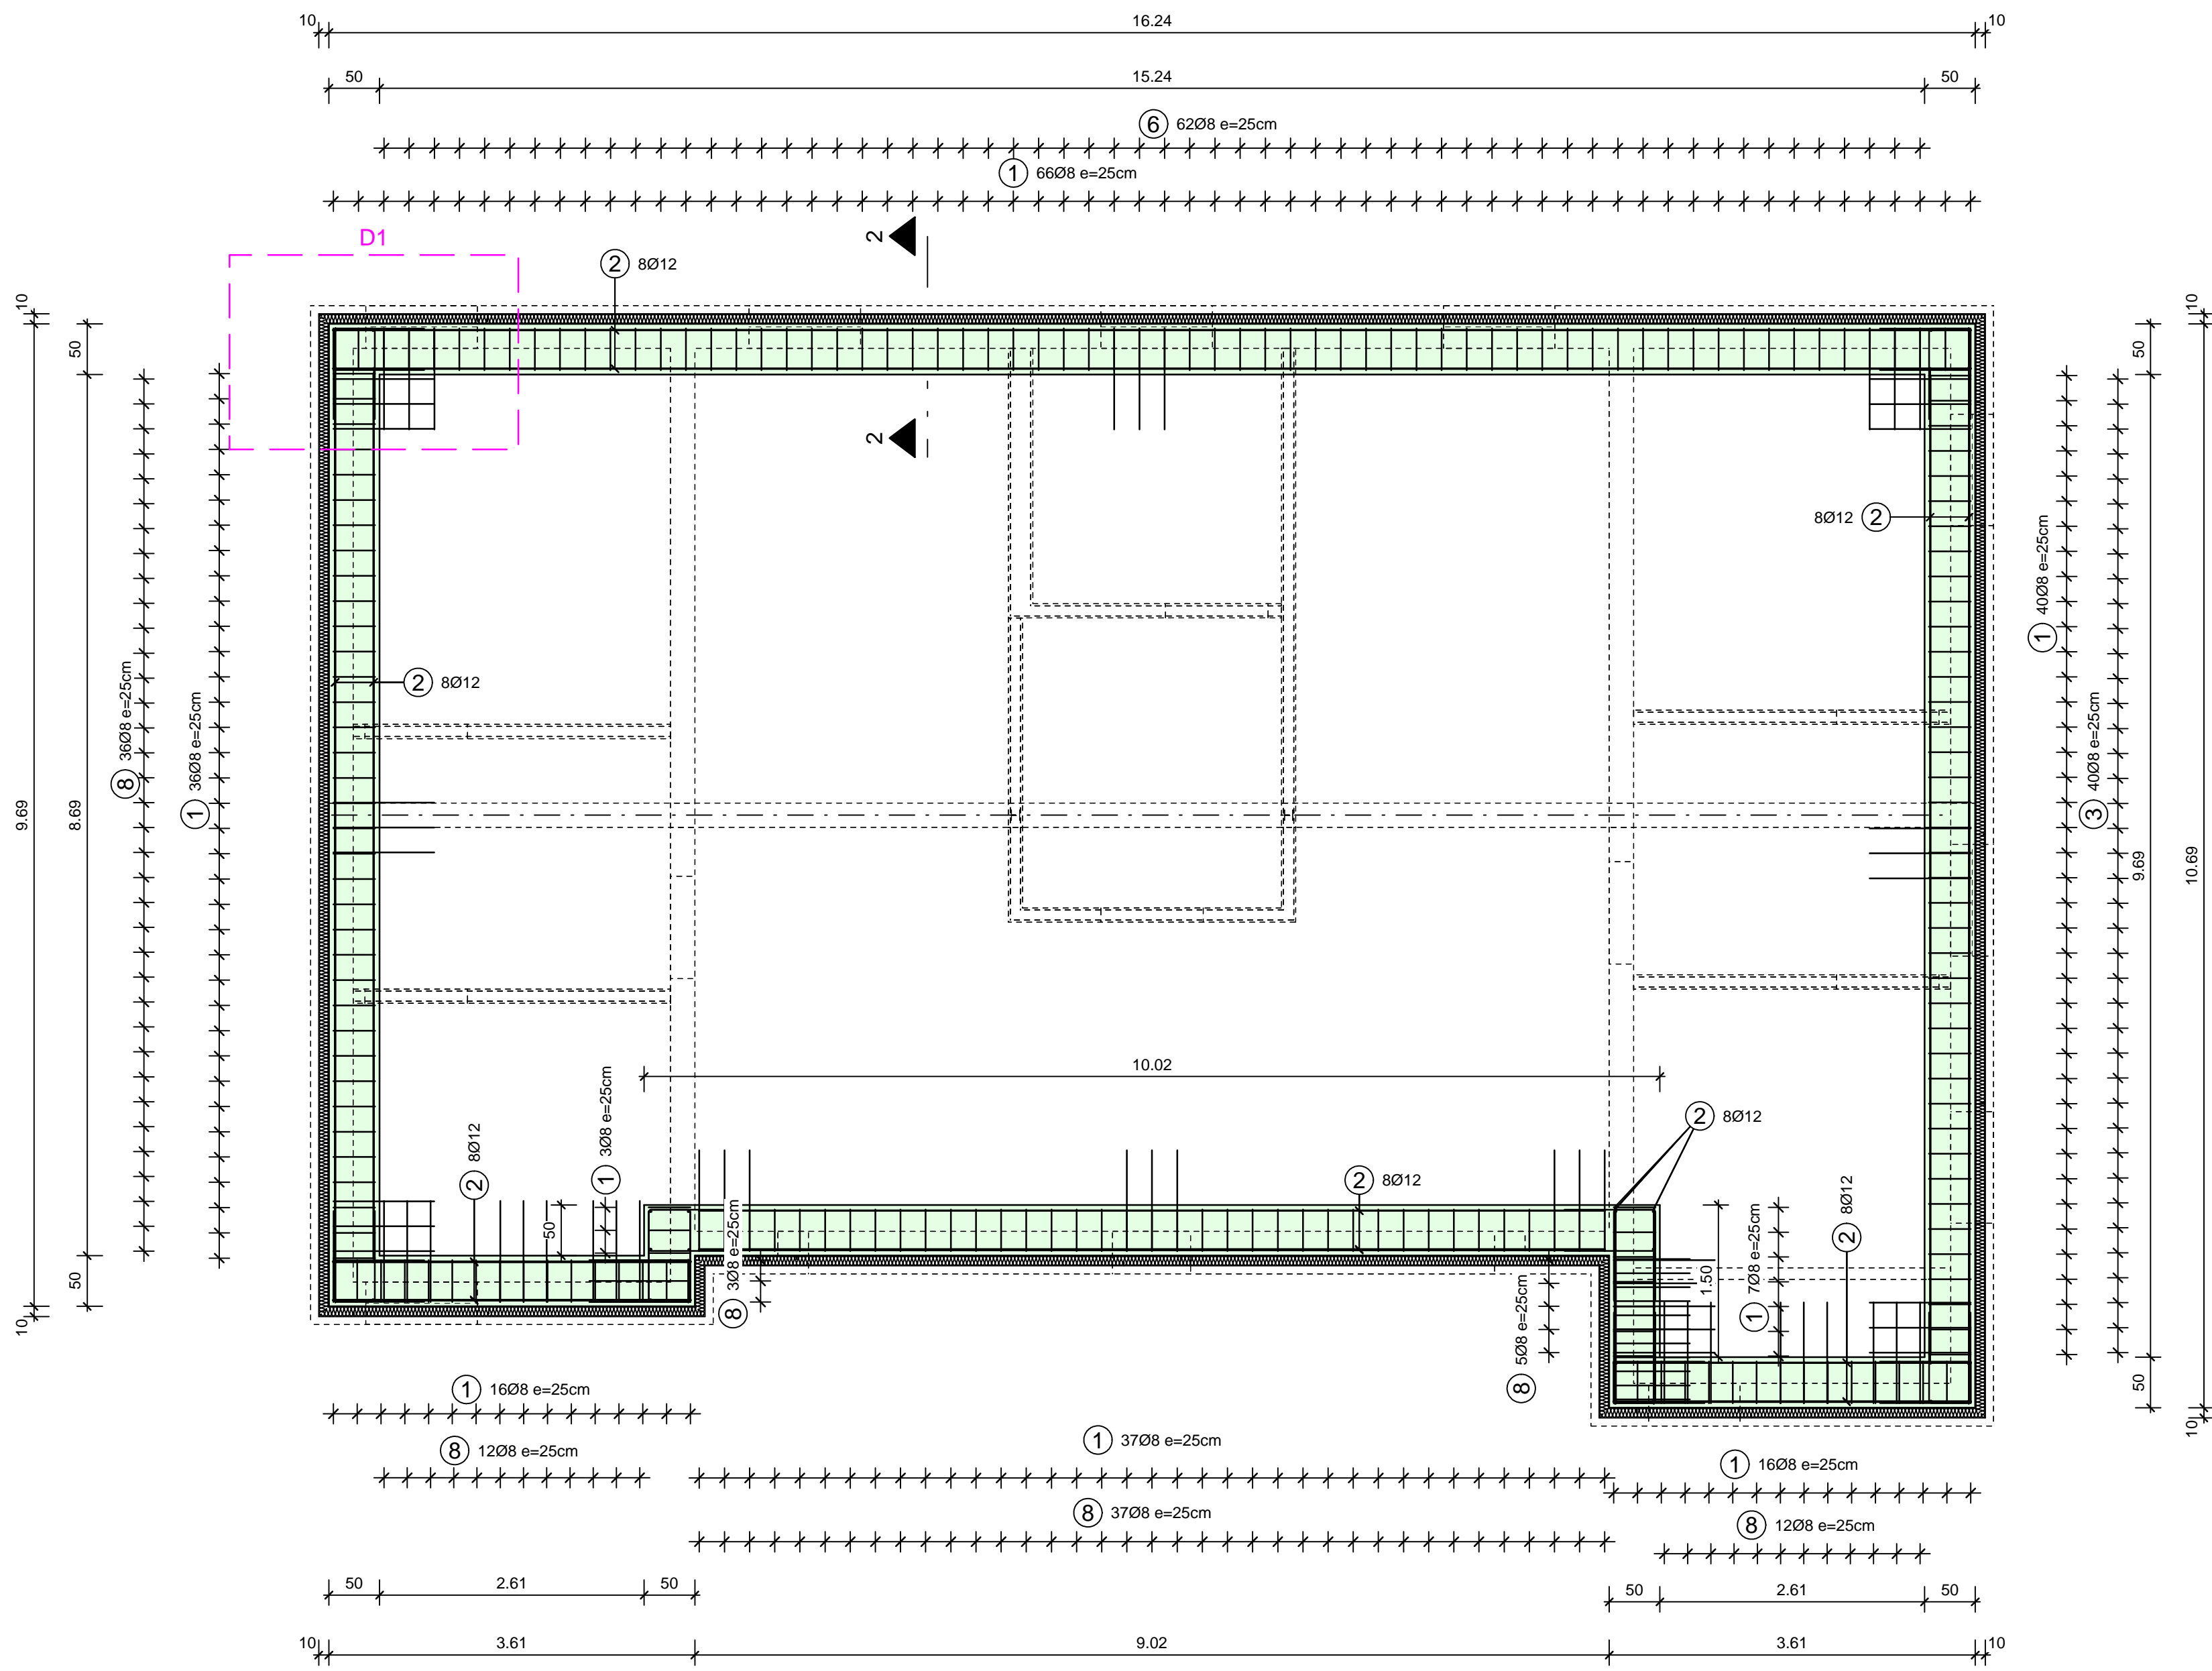 10 16.24 10
50 15.24 50
6 62Ø8 e=25cm
1 66Ø8 e=25cm
D1
2
2 8Ø12
2
10
50
9.69
8.69
8 36Ø8 e=25cm
1 36Ø8 e=25cm
50
10
2 8Ø12
8Ø12 2
1 40Ø8 e=25cm
3 40Ø8 e=25cm
10
50
9.69
10.69
50
10
10.02
2 8Ø12
1 3Ø8 e=25cm
50
8 3Ø8 e=25cm
2 8Ø12
2 8Ø12
8 5Ø8 e=25cm
1.50
1 7Ø8 e=25cm
2 8Ø12
1 16Ø8 e=25cm
8 12Ø8 e=25cm
1 37Ø8 e=25cm
8 37Ø8 e=25cm
1 16Ø8 e=25cm
8 12Ø8 e=25cm
50 2.61 50
50 2.61 50
10 3.61 9.02 3.61 10